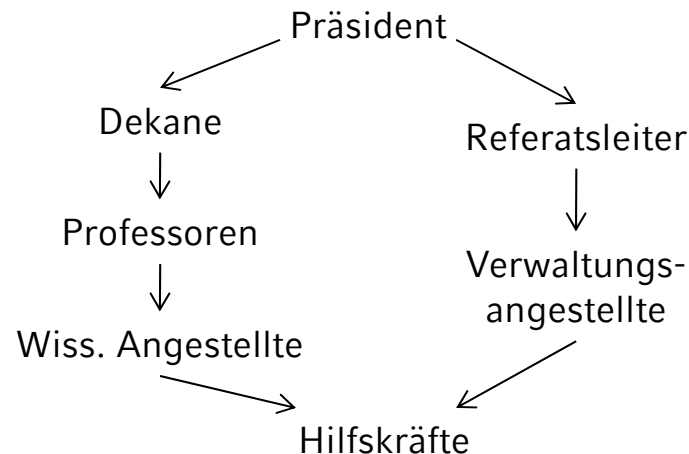 Präsident
Dekane
Referatsleiter
Professoren
Verwaltungs-
angestellte
Wiss. Angestellte
Hilfskräfte